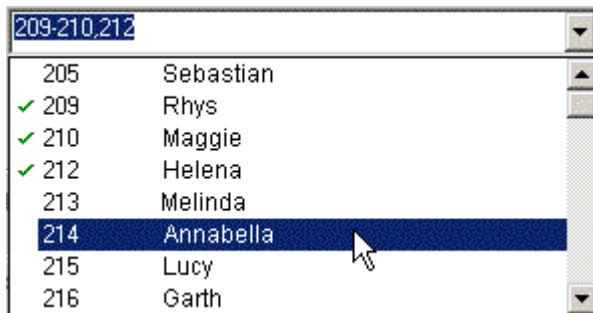 209-210,212
205 Sebastian
209 Rhys
210 Maggie
212 Helena
213 Melinda
214 Annabella
215 Lucy
216 Garth